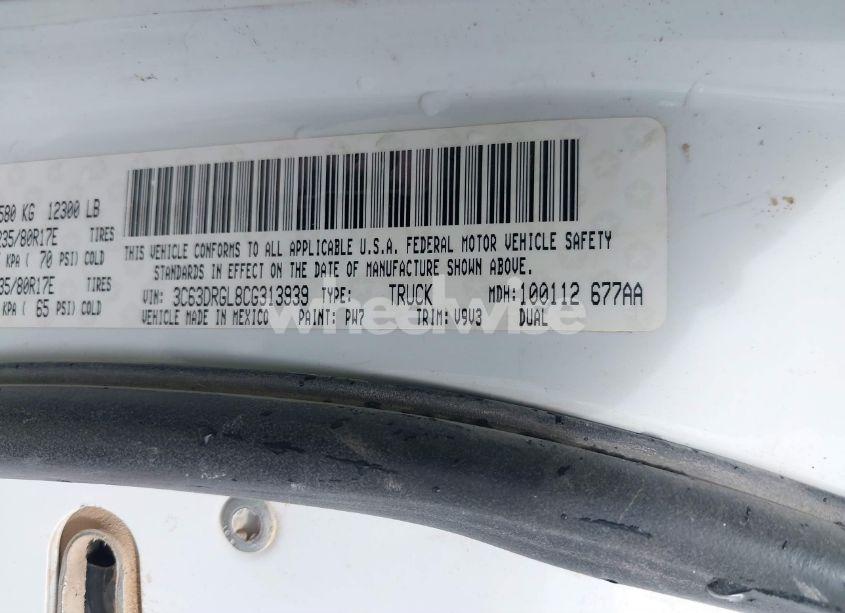 580 KG 12300 LB
235/80R17E TIRES
KPA ( 70 PSI) COLD
35/80R17E TIRES
KPA ( 65 PSI) COLD
THIS VEHICLE CONFORMS TO ALL APPLICABLE U.S.A. FEDERAL MOTOR VEHICLE SAFETY
STANDARDS IN EFFECT ON THE DATE OF MANUFACTURE SHOWN ABOVE.
VIN: 3C63DRGL8CG313939 TYPE: TRUCK MDH: 100112 677AA
VEHICLE MADE IN MEXICO PAINT: PW7 TRIM: V9V3 DUAL
wheelwise